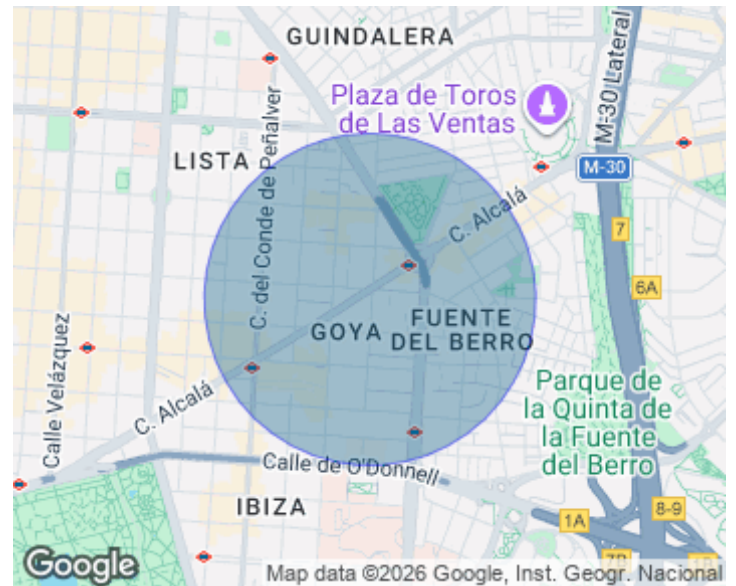 GUINDALERA
Plaza de Toros
de Las Ventas
M-30 Lateral
LISTA
C. del Conde de Peñalver
M-30
C. Alcalá
7
6A
GOYA
FUENTE
DEL BERRO
Calle Velázquez
C. Alcalá
Parque de
la Quinta de
la Fuente
del Berro
Calle de O'Donnell
IBIZA
8-9
1A
Google
Map data ©2026 Google, Inst. Geogr. Nacional